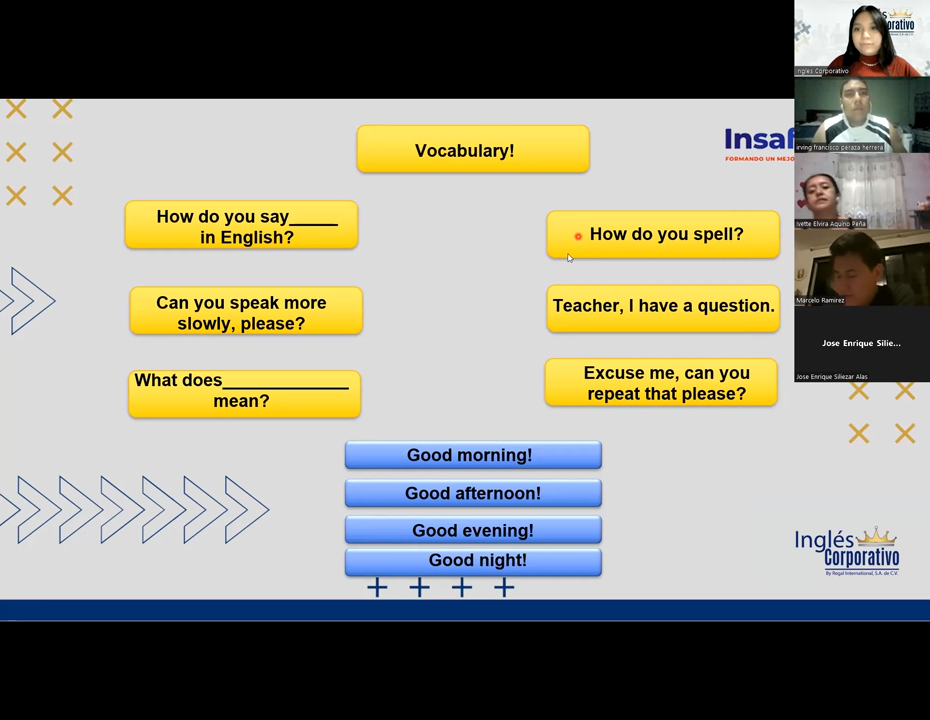 Vocabulary!
How do you say_____
in English?
Can you speak more
slowly, please?
What does_____________
mean?
How do you spell?
Teacher, I have a question.
Excuse me, can you
repeat that please?
Good morning!
Good afternoon!
Good evening!
Good night!
Insaf
FORMANDO UN MEJO
Inglés
Corporativo
By Regal International, S.A. de C.V.
Inglés Corporativo
irving francisco peraza herrera
Ivette Elvira Aquino Peña
Marcelo Ramirez
Jose Enrique Silie...
Jose Enrique Siliezar Alas